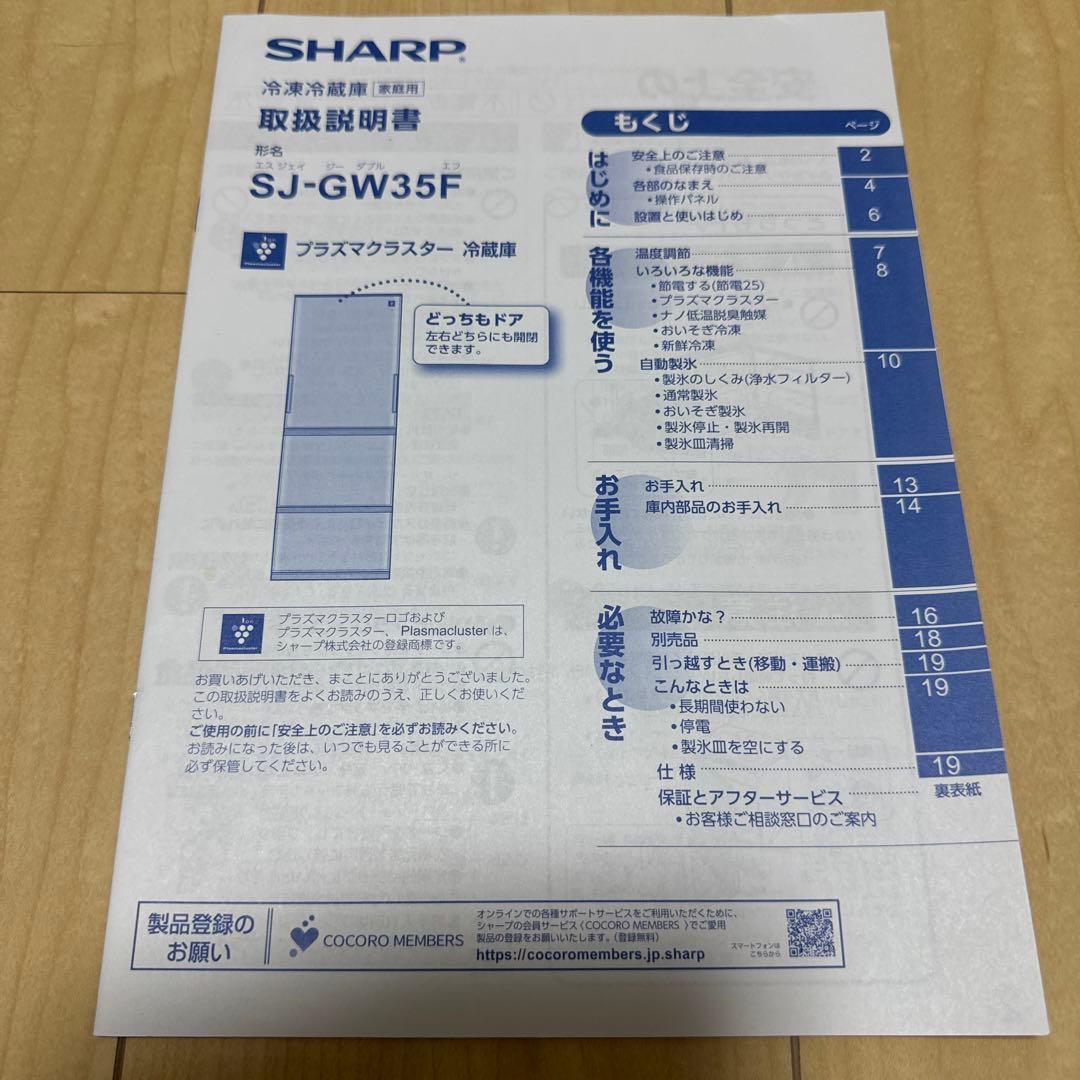 SHARP
冷凍冷蔵庫 家庭用
取扱説明書
形名
エス ジェイ ジー ダブル エフ
SJ-GW35F
Ion
Plasmacluster
プラズマクラスター 冷蔵庫
どっちもドア
左右どちらにも開閉
できます。
Ion
Plasmacluster
プラズマクラスターロゴおよび
プラズマクラスター、Plasmacluster は、
シャープ株式会社の登録商標です。
お買いあげいただき、まことにありがとうございました。
この取扱説明書をよくお読みのうえ、正しくお使いくだ
さい。
ご使用の前に「安全上のご注意」を必ずお読みください。
お読みになった後は、いつでも見ることができる所に
必ず保管してください。
もくじ ページ
はじめに
安全上のご注意 2
•食品保存時のご注意
各部のなまえ 4
•操作パネル
設置と使いはじめ 6
各機能を使う
温度調節 7
いろいろな機能 8
•節電する(節電25)
•プラズマクラスター
•ナノ低温脱臭触媒
•おいそぎ冷凍
•新鮮冷凍
自動製氷 10
•製氷のしくみ(浄水フィルター)
•通常製氷
•おいそぎ製氷
•製氷停止・製氷再開
•製氷皿清掃
お手入れ
お手入れ 13
庫内部品のお手入れ 14
必要なとき
故障かな? 16
別売品 18
引っ越すとき(移動・運搬) 19
こんなときは 19
•長期間使わない
•停電
•製氷皿を空にする
仕様 19
保証とアフターサービス 裏表紙
•お客様ご相談窓口のご案内
製品登録の
お願い
COCORO MEMBERS
オンラインでの各種サポートサービスをご利用いただくために、
シャープの会員サービス〈COCORO MEMBERS 〉でご愛用
製品の登録をお願いいたします。(登録無料)
https://cocoromembers.jp.sharp
スマートフォンは
こちらから